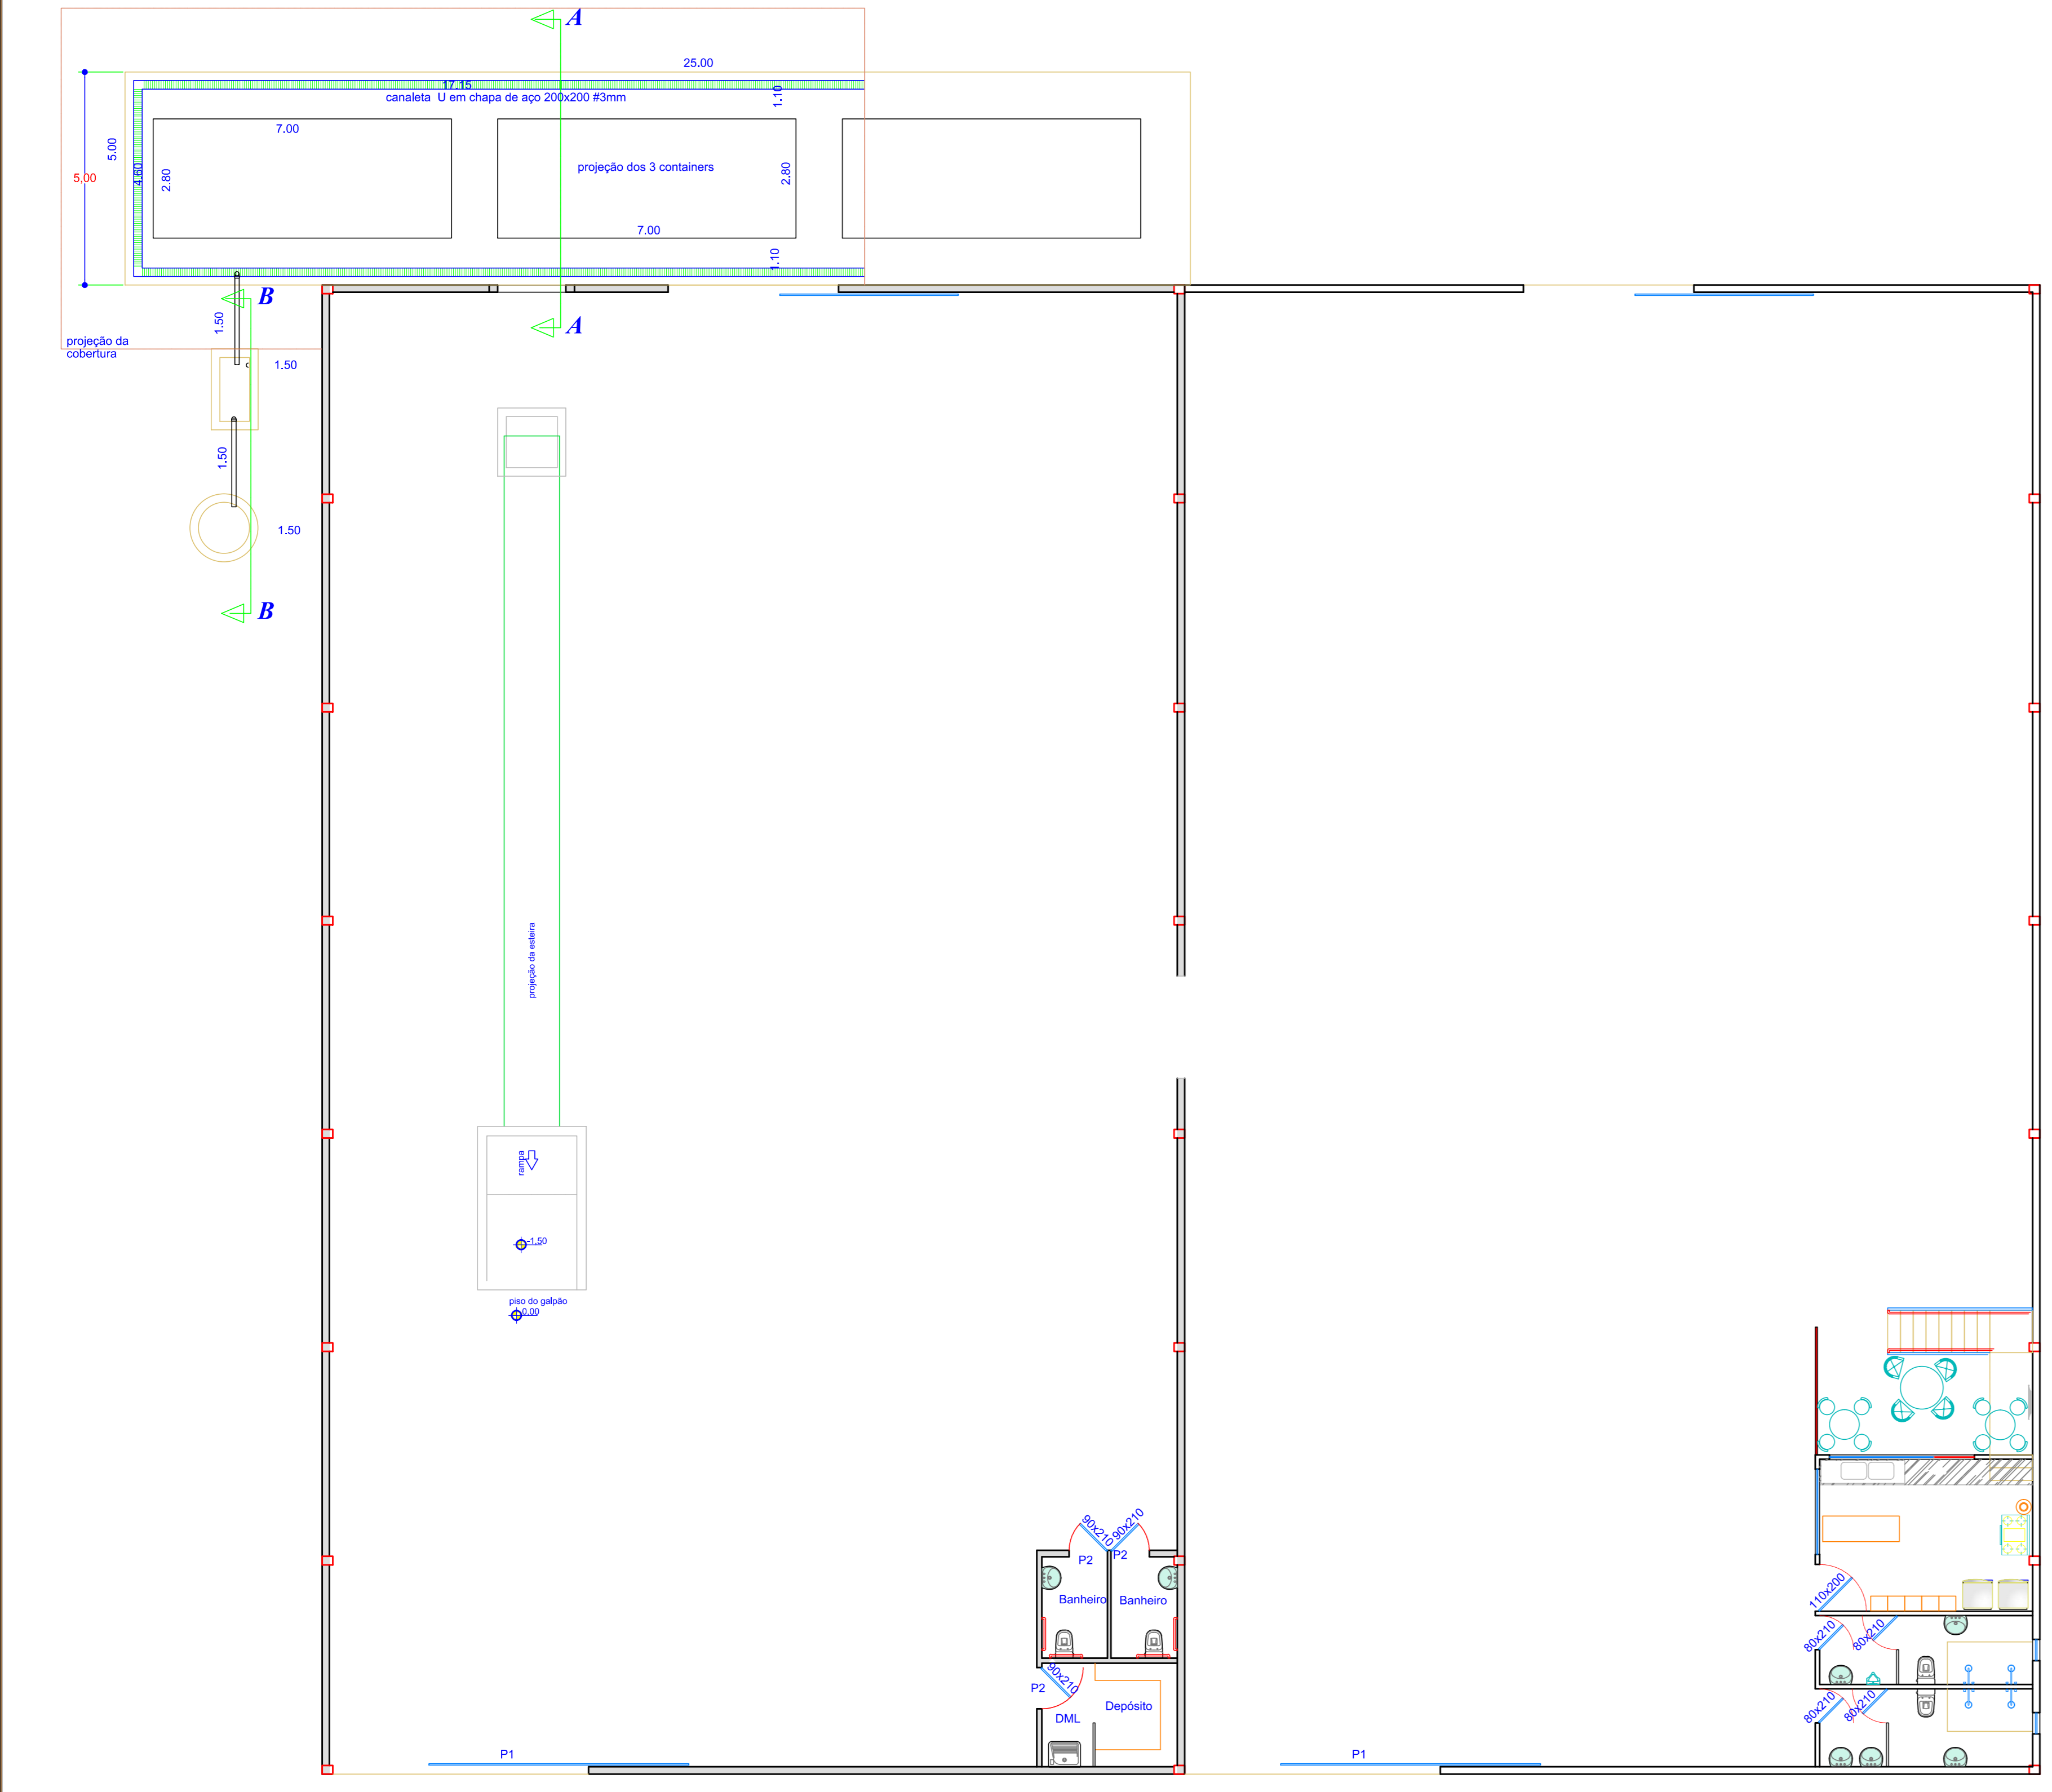 A
25.00
17.15
canaleta U em chapa de aço 200x200 #3mm
1.10
7.00
5.00
5,00
4.60
2.80
projeção dos 3 containers
2.80
7.00
1.10
B
A
1.50
projeção da
cobertura
1.50
1.50
1.50
B
projeção da esteira
rampa
-1.50
piso do galpão
0.00
90x210
90x210
P2
P2
Banheiro
Banheiro
90x210
P2
Depósito
DML
P1
P1
110x200
80x210
80x210
80x210
80x210